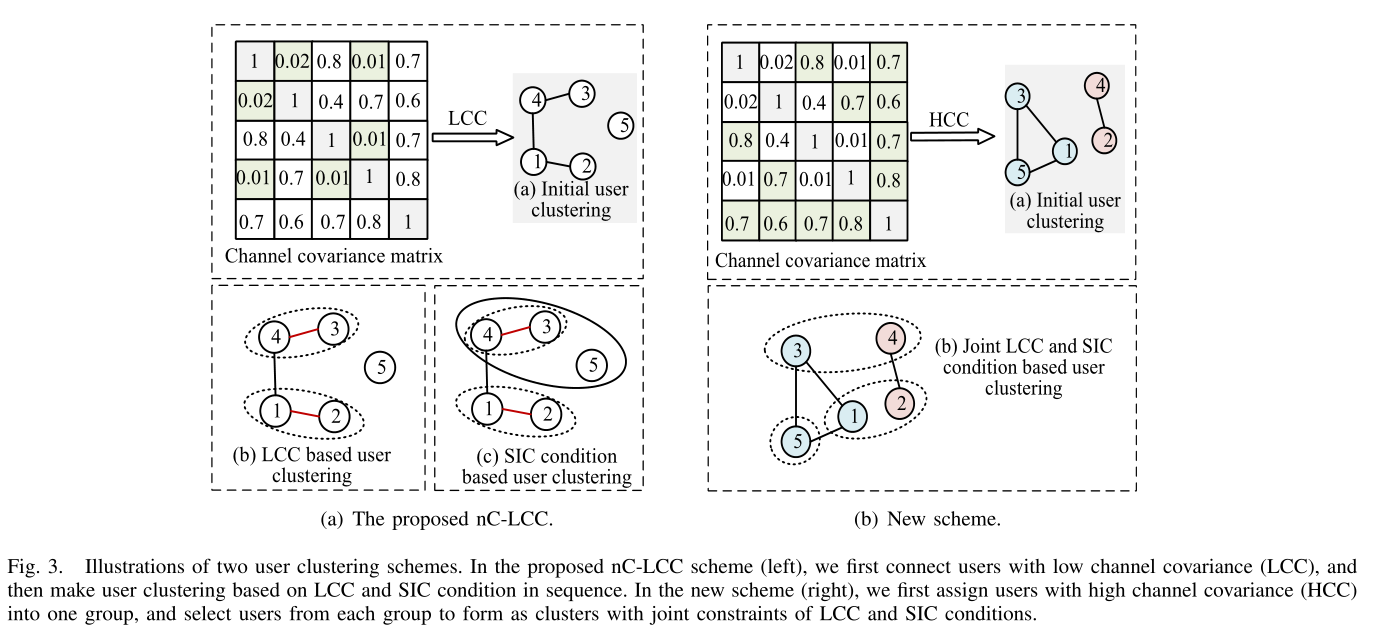 1 0.02 0.8 0.01 0.7
0.02 1 0.4 0.7 0.6
0.8 0.4 1 0.01 0.7
0.01 0.7 0.01 1 0.8
0.7 0.6 0.7 0.8 1
Channel covariance matrix
LCC
4 3
5
1 2
(a) Initial user
clustering
4 3
5
1 2
(b) LCC based user
clustering
4 3
5
1 2
(c) SIC condition
based user clustering
(a) The proposed nC-LCC.
1 0.02 0.8 0.01 0.7
0.02 1 0.4 0.7 0.6
0.8 0.4 1 0.01 0.7
0.01 0.7 0.01 1 0.8
0.7 0.6 0.7 0.8 1
Channel covariance matrix
HCC
3 4
1 2
5
(a) Initial user
clustering
3 4
1 2
5
(b) Joint LCC and SIC
condition based user
clustering
(b) New scheme.
Fig. 3. Illustrations of two user clustering schemes. In the proposed nC-LCC scheme (left), we first connect users with low channel covariance (LCC), and
then make user clustering based on LCC and SIC condition in sequence. In the new scheme (right), we first assign users with high channel covariance (HCC)
into one group, and select users from each group to form as clusters with joint constraints of LCC and SIC conditions.